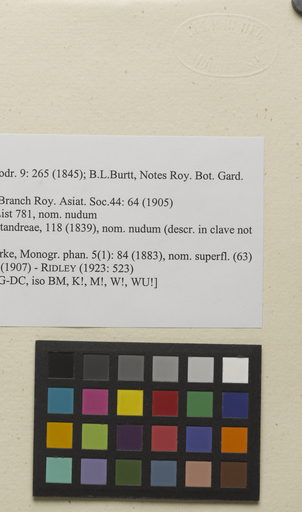 odr. 9: 265 (1845); B.L.Burtt, Notes Roy. Bot. Gard.
Branch Roy. Asiat. Soc.44: 64 (1905)
List 781, nom. nudum
tandreae, 118 (1839), nom. nudum (descr. in clave not
rke, Monogr. phan. 5(1): 84 (1883), nom. superfl. (63)
(1907) - RIDLEY (1923: 523)
G-DC, iso BM, K!, M!, W!, WU!]